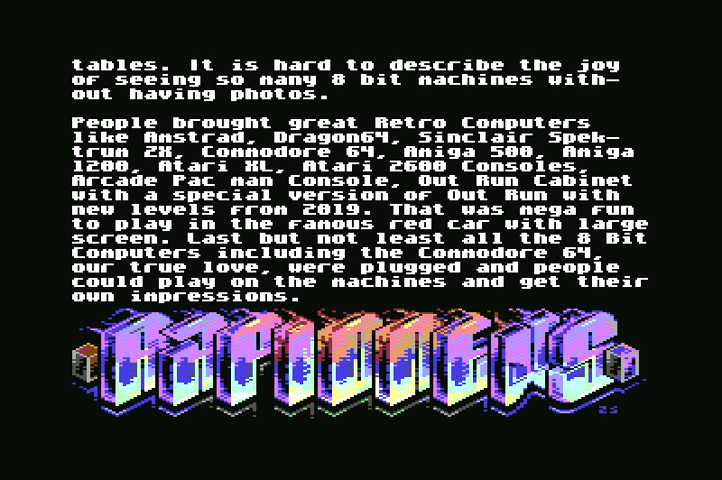 tables. It is hard to describe the joy
of seeing so many 8 bit machines with-
out having photos.
People brought great Retro Computers
like Amstrad, Dragon64, Sinclair Spek-
trum ZX, Commodore 64, Amiga 500, Amiga
1200, Atari XL, Atari 2600 Consoles,
Arcade Pac man Console, Out Run Cabinet
with a special version of Out Run with
new levels from 2019. That was mega fun
to play in the famous red car with large
screen. Last but not least all the 8 Bit
Computers including the Commodore 64,
our true love, were plugged and people
could play on the machines and get their
own impressions.